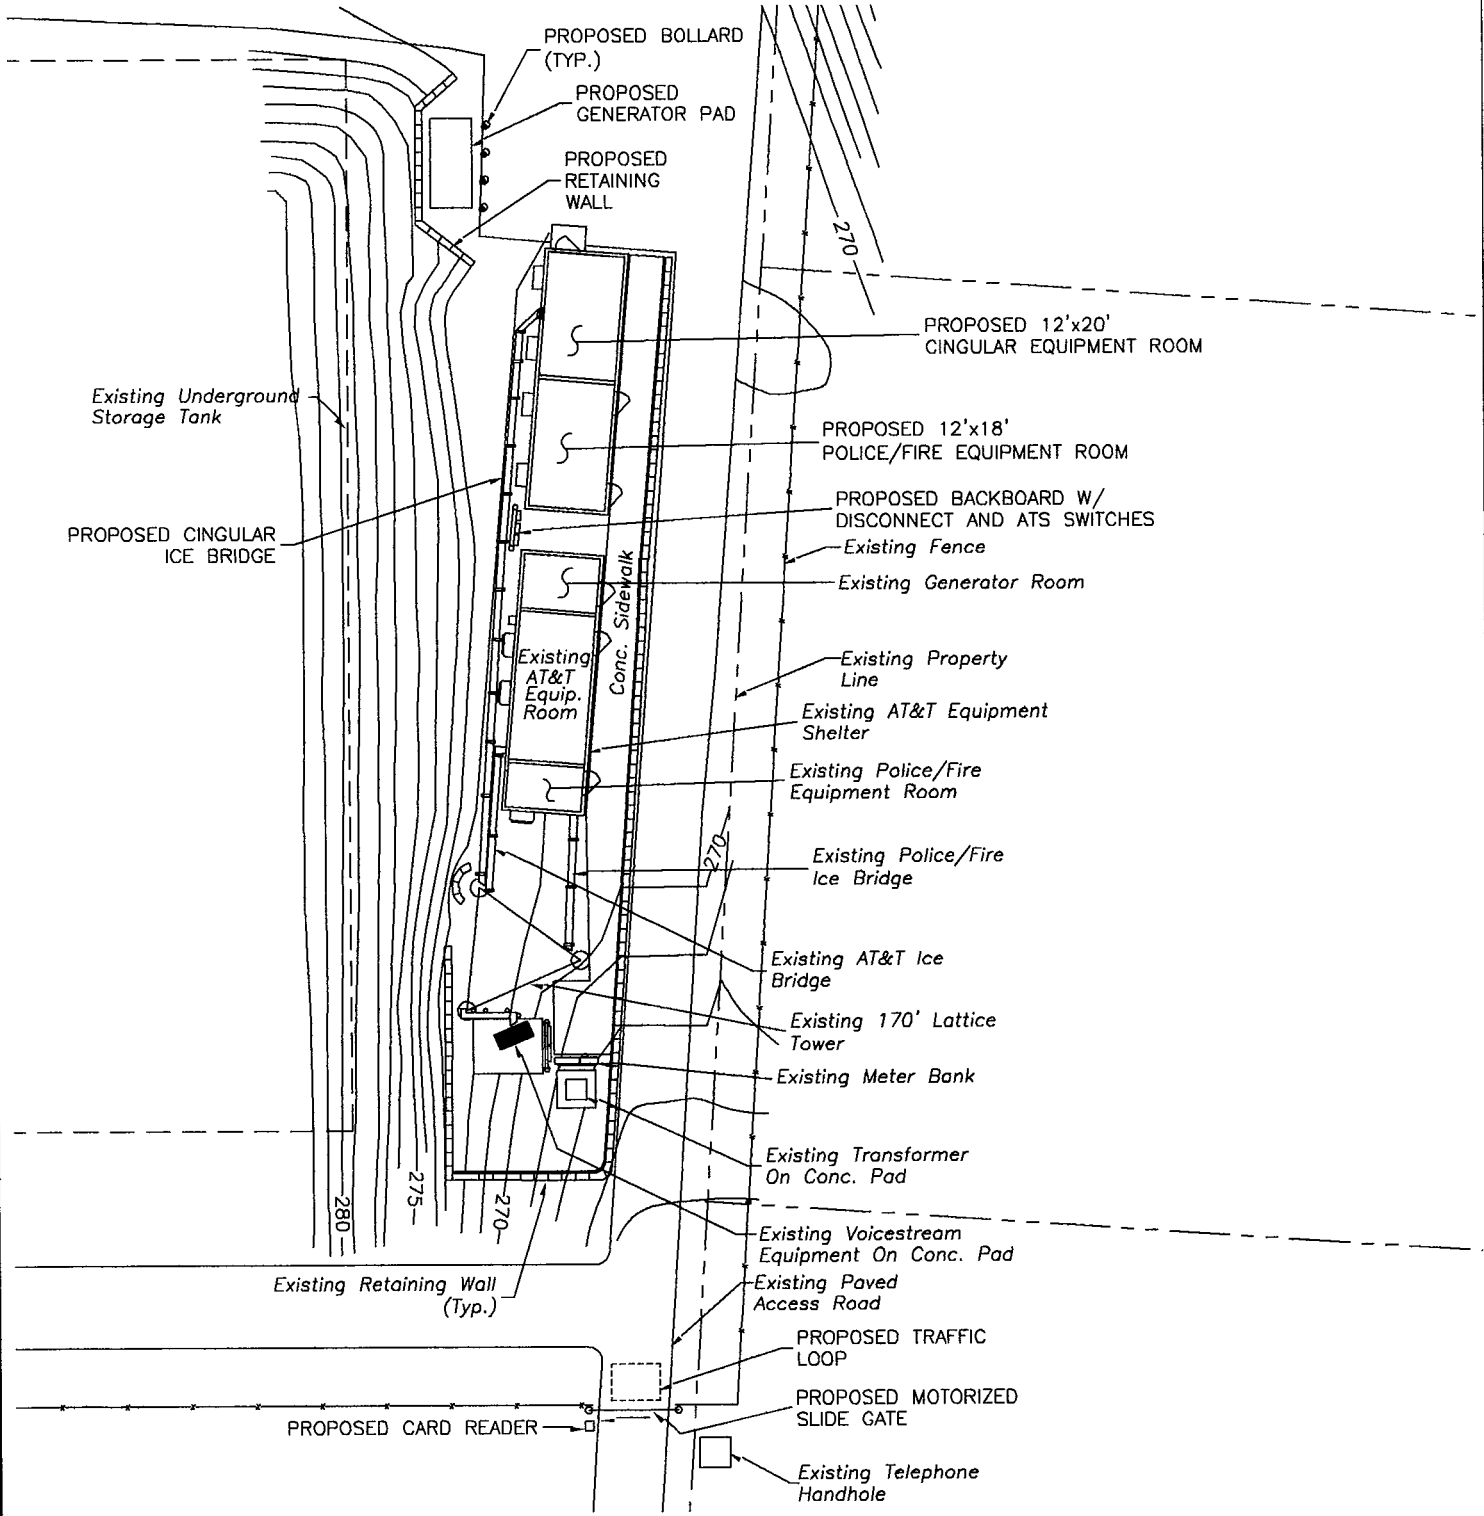 PROPOSED BOLLARD
(TYP.)
PROPOSED
GENERATOR PAD
PROPOSED
RETAINING
WALL
270
PROPOSED 12'x20'
CINGULAR EQUIPMENT ROOM
Existing Underground
Storage Tank
PROPOSED 12'x18'
POLICE/FIRE EQUIPMENT ROOM
PROPOSED BACKBOARD W/
DISCONNECT AND ATS SWITCHES
PROPOSED CINGULAR
ICE BRIDGE
Existing Fence
Existing Generator Room
Conc. Sidewalk
Existing
AT&T
Equip.
Room
Existing Property
Line
Existing AT&T Equipment
Shelter
Existing Police/Fire
Equipment Room
270
Existing Police/Fire
Ice Bridge
Existing AT&T Ice
Bridge
Existing 170' Lattice
Tower
Existing Meter Bank
Existing Transformer
On Conc. Pad
280
275
270
Existing Voicestream
Equipment On Conc. Pad
Existing Retaining Wall
(Typ.)
Existing Paved
Access Road
PROPOSED TRAFFIC
LOOP
PROPOSED MOTORIZED
SLIDE GATE
PROPOSED CARD READER
Existing Telephone
Handhole